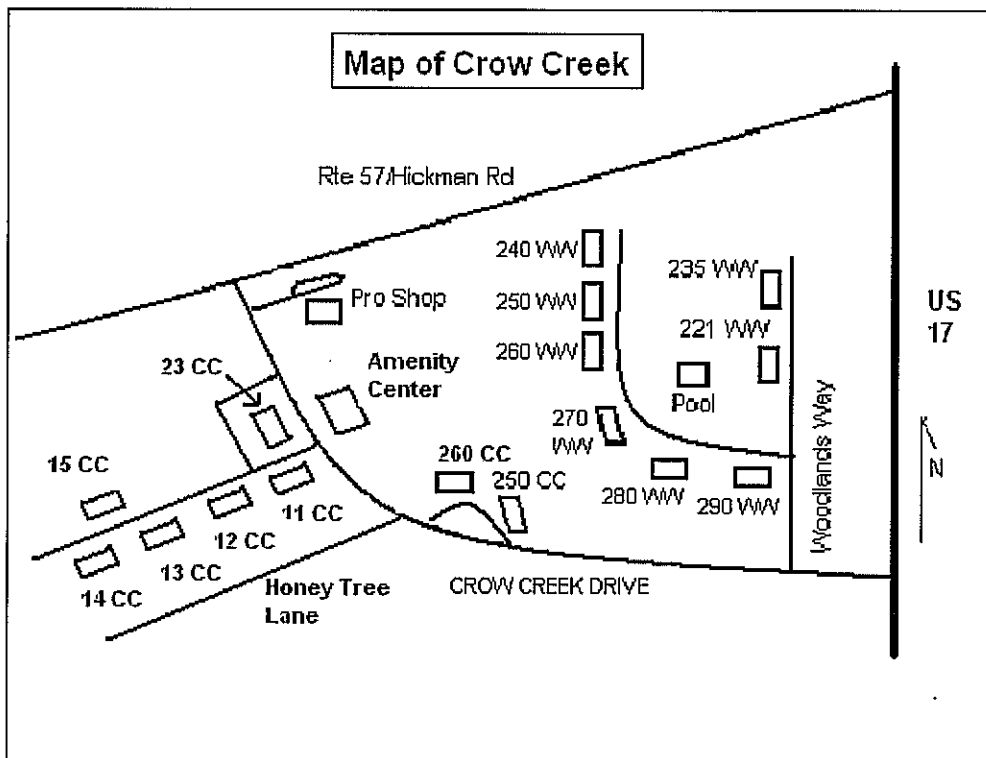 Map of Crow Creek
Rte 57/Hickman Rd
240 WW
235 WW
Pro Shop
250 WW
US
17
221 WW
260 WW
23 CC
Amenity
Center
Pool
270
WW
Woodlands Way
260 CC
15 CC
250 CC
N
280 WW
290 WW
11 CC
12 CC
13 CC
14 CC
Honey Tree
Lane
CROW CREEK DRIVE